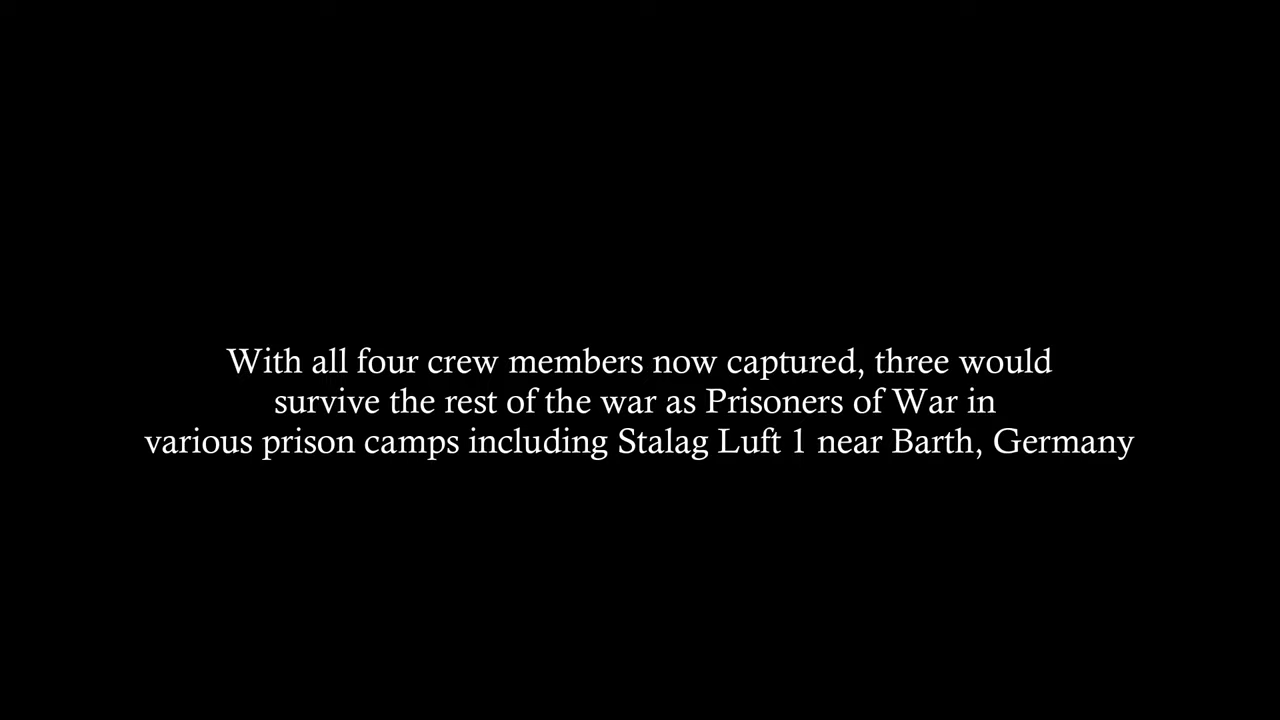 With all four crew members now captured, three would
survive the rest of the war as Prisoners of War in
various prison camps including Stalag Luft 1 near Barth, Germany